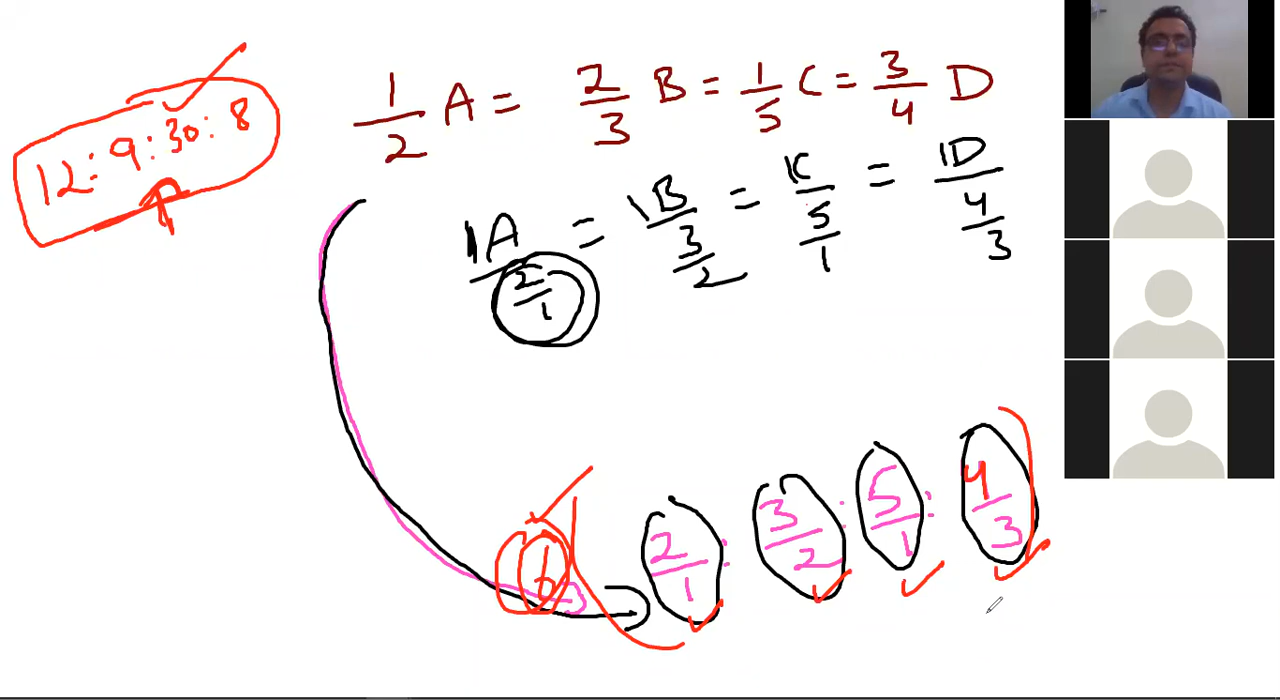 12 : 9 : 30 : 8
1/2 A = 2/3 B = 1/5 C = 3/4 D
1A/(2/1) = 1B/(3/2) = 1C/(5/1) = 1D/(4/3)
6 2/1 : 3/2 : 5/1 : 4/3